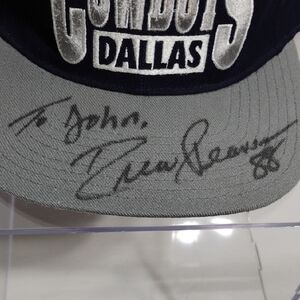 COWBOYS
DALLAS
To John,
Drew Pearson
88